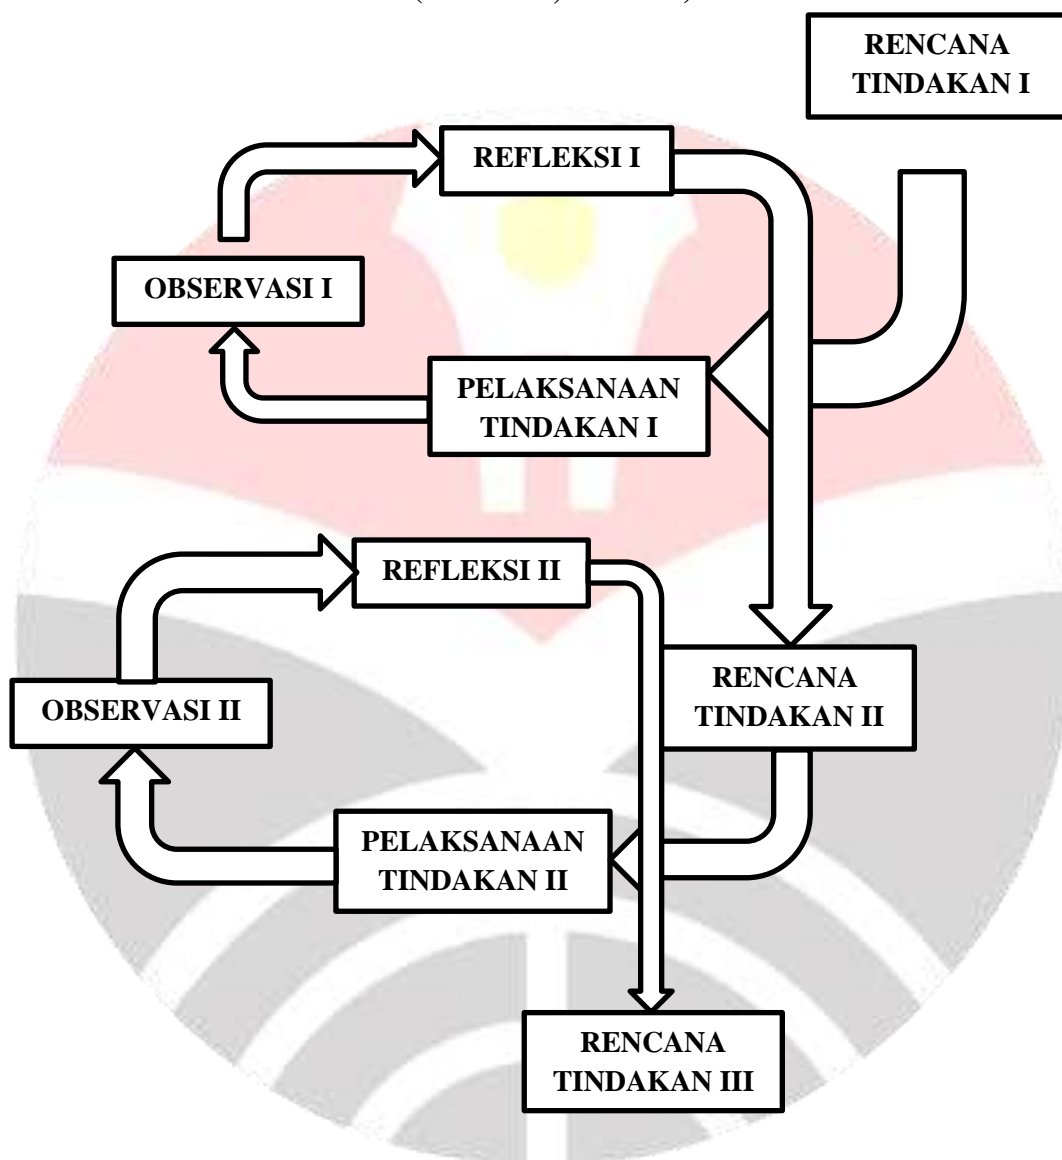 RENCANA
TINDAKAN I
REFLEKSI I
OBSERVASI I
PELAKSANAAN
TINDAKAN I
REFLEKSI II
RENCANA
TINDAKAN II
OBSERVASI II
PELAKSANAAN
TINDAKAN II
RENCANA
TINDAKAN III